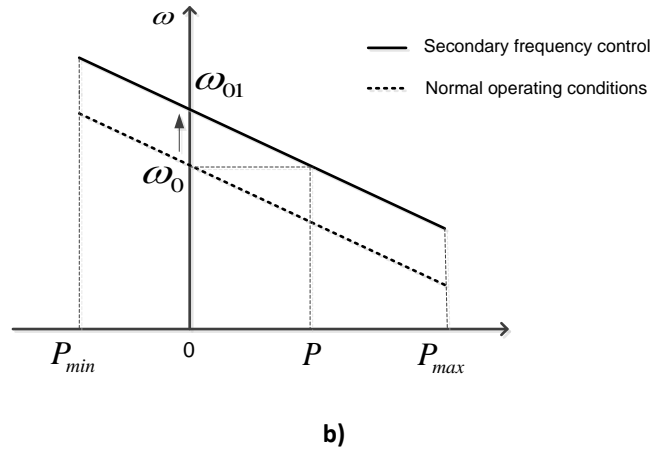 ω
Secondary frequency control
ω01
Normal operating conditions
ω0
Pmin 0 P Pmax
b)